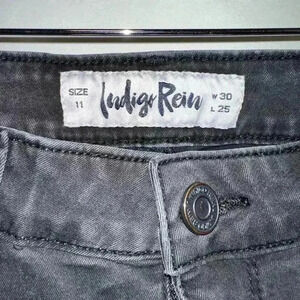 SIZE
11
Indigo Rein
W 30
L 25